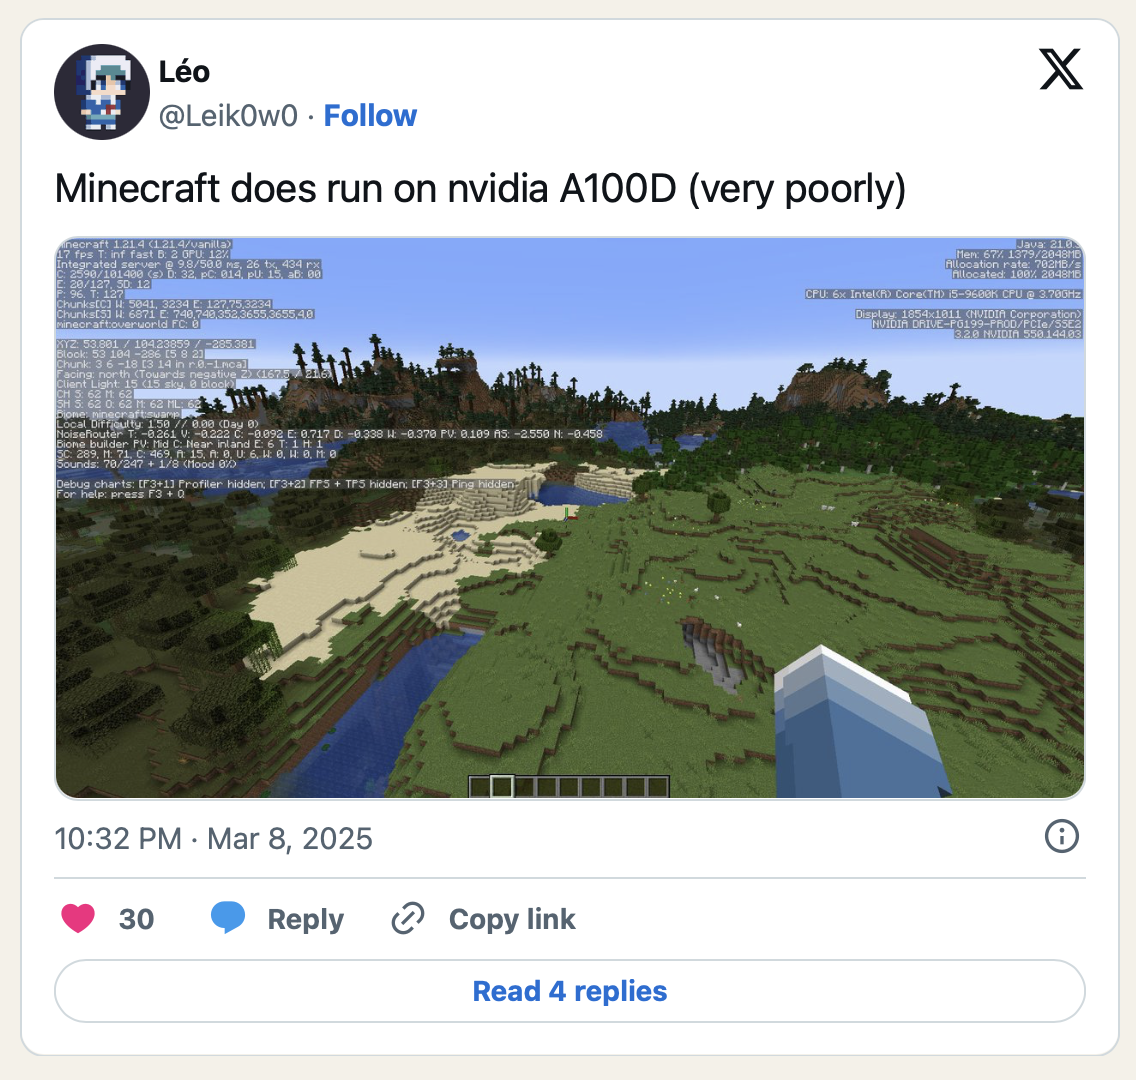 Léo
@Leik0w0 · Follow
Minecraft does run on nvidia A100D (very poorly)
Minecraft 1.21.4 (1.21.4/vanilla)
17 fps T: inf fast B: 2 GPU: 12%
Integrated server @ 9.8/50.0 ms, 26 tx, 434 rx
C: 2590/101400 (s) D: 32, pC: 014, pU: 15, aB: 00
E: 20/127, SD: 12
P: 96. T: 127
Chunks[C] W: 5041, 3234 E: 127,75,3234
Chunks[S] W: 6871 E: 740,740,352,3655,3655,4,0
minecraft:overworld FC: 0
XYZ: 53.801 / 104.23859 / -285.381
Block: 53 104 -286 [5 8 2]
Chunk: 3 6 -18 [3 14 in r.0.-1.mca]
Facing: north (Towards negative Z) (167.5 / 21.6)
Client Light: 15 (15 sky, 0 block)
CH S: 62 M: 62
SH S: 62 O: 62 M: 62 ML: 62
Biome: minecraft:swamp
Local Difficulty: 1.50 // 0.00 (Day 0)
NoiseRouter T: -0.261 V: -0.222 C: -0.092 E: 0.717 D: -0.338 W: -0.370 PV: 0.109 AS: -2.550 N: -0.458
Biome builder PV: Mid C: Near inland E: 6 T: 1 H: 1
SC: 289, M: 71, C: 469, A: 15, A: 0, U: 6, W: 0, W: 0, M: 0
Sounds: 70/247 + 1/8 (Mood 0%)
Debug charts: [F3+1] Profiler hidden; [F3+2] FPS + TPS hidden; [F3+3] Ping hidden
For help: press F3 + Q
Java: 21.0.
Mem: 67% 1379/2048MB
Allocation rate: 702MB/s
Allocated: 100% 2048MB
CPU: 6x Intel(R) Core(TM) i5-9600K CPU @ 3.70GHz
Display: 1854x1011 (NVIDIA Corporation)
NVIDIA DRIVE-PG199-PROD/PCIe/SSE2
3.2.0 NVIDIA 550.144.03
10:32 PM · Mar 8, 2025
30
Reply
Copy link
Read 4 replies